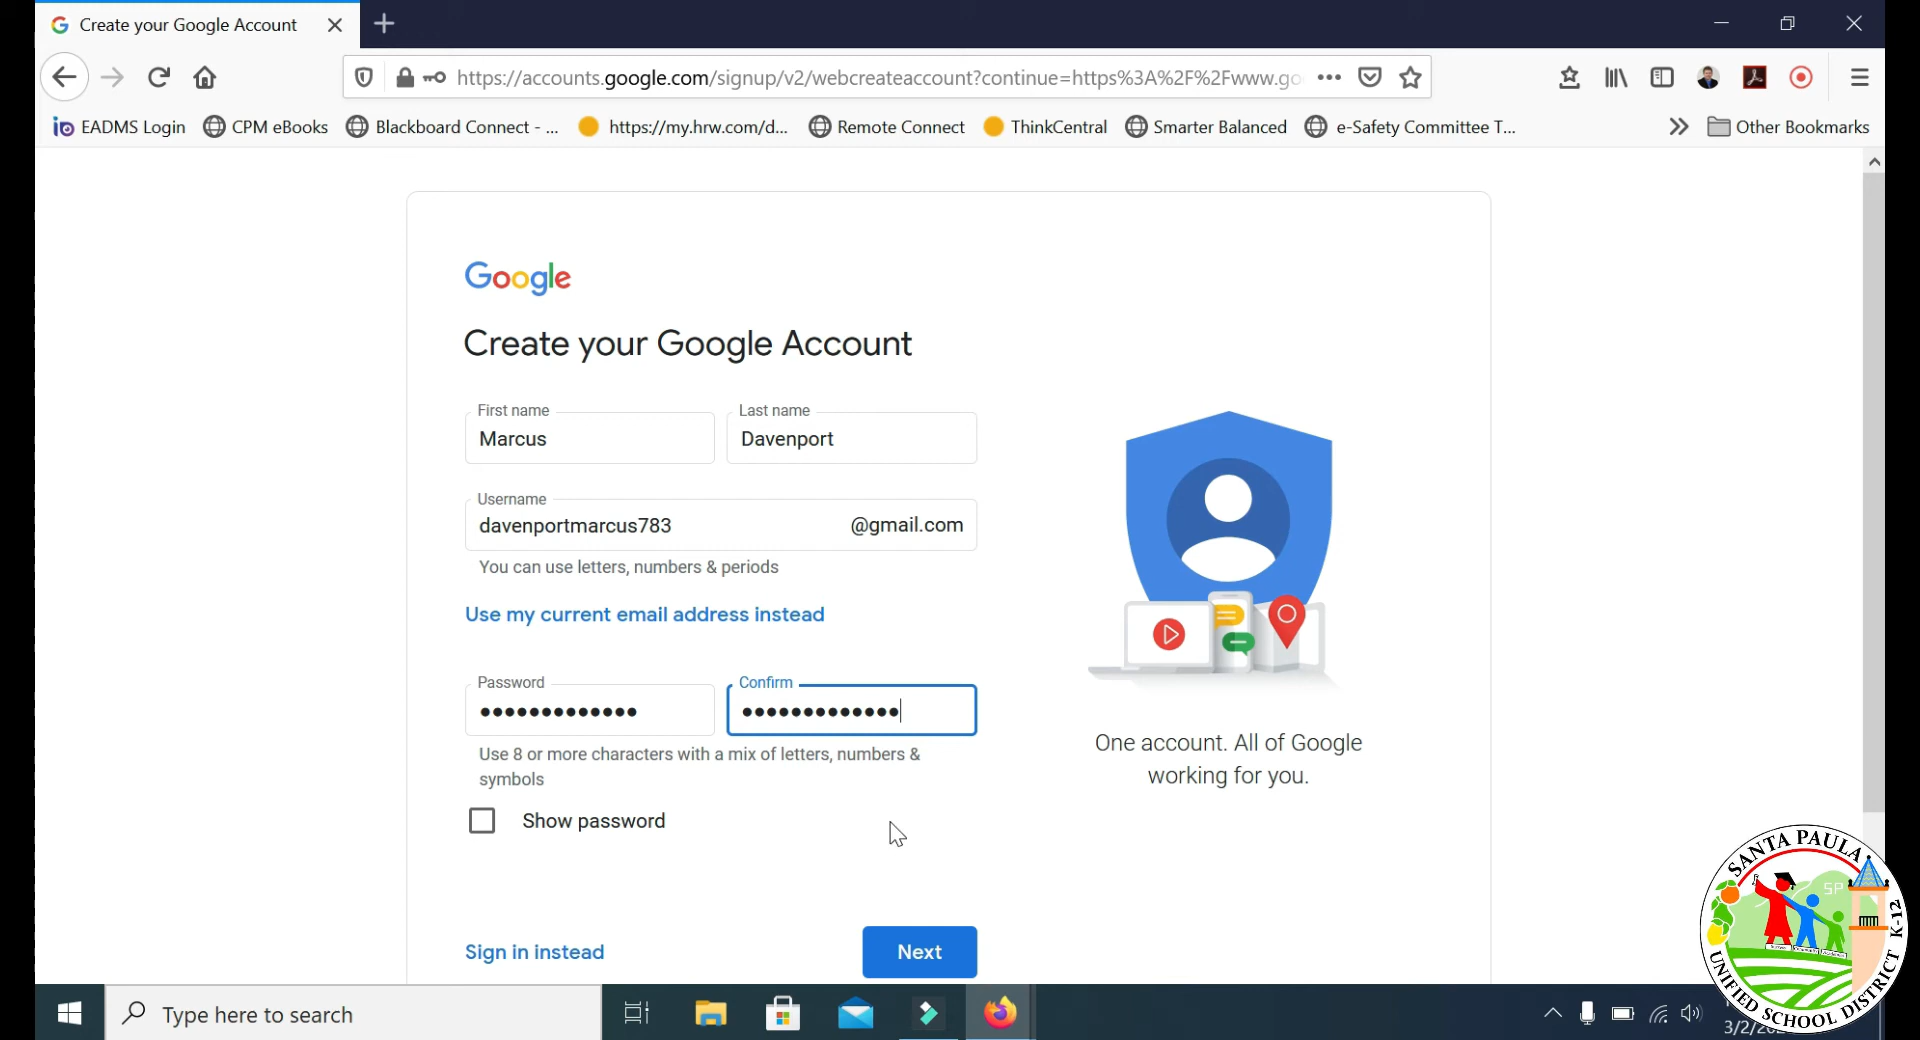 Create your Google Account
https://accounts.google.com/signup/v2/webcreateaccount?continue=https%3A%2F%2Fwww.go
EADMS Login
CPM eBooks
Blackboard Connect - ...
https://my.hrw.com/d...
Remote Connect
ThinkCentral
Smarter Balanced
e-Safety Committee T...
Other Bookmarks
Google
Create your Google Account
First name
Last name
Marcus
Davenport
Username
davenportmarcus783
@gmail.com
You can use letters, numbers & periods
Use my current email address instead
Password
Confirm
Use 8 or more characters with a mix of letters, numbers &
symbols
Show password
One account. All of Google
working for you.
Sign in instead
Next
SANTA PAULA
SP
UNIFIED SCHOOL DISTRICT K-12
Type here to search